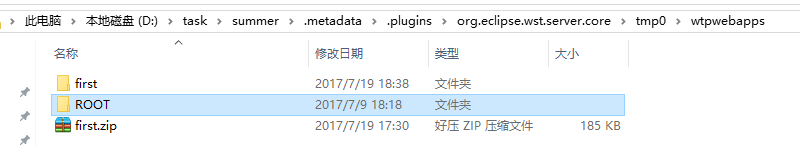 此电脑 > 本地磁盘 (D:) > task > summer > .metadata > .plugins > org.eclipse.wst.server.core > tmp0 > wtpwebapps
名称 修改日期 类型 大小
first 2017/7/19 18:38 文件夹
ROOT 2017/7/9 18:18 文件夹
first.zip 2017/7/19 17:30 好压 ZIP 压缩文件 185 KB